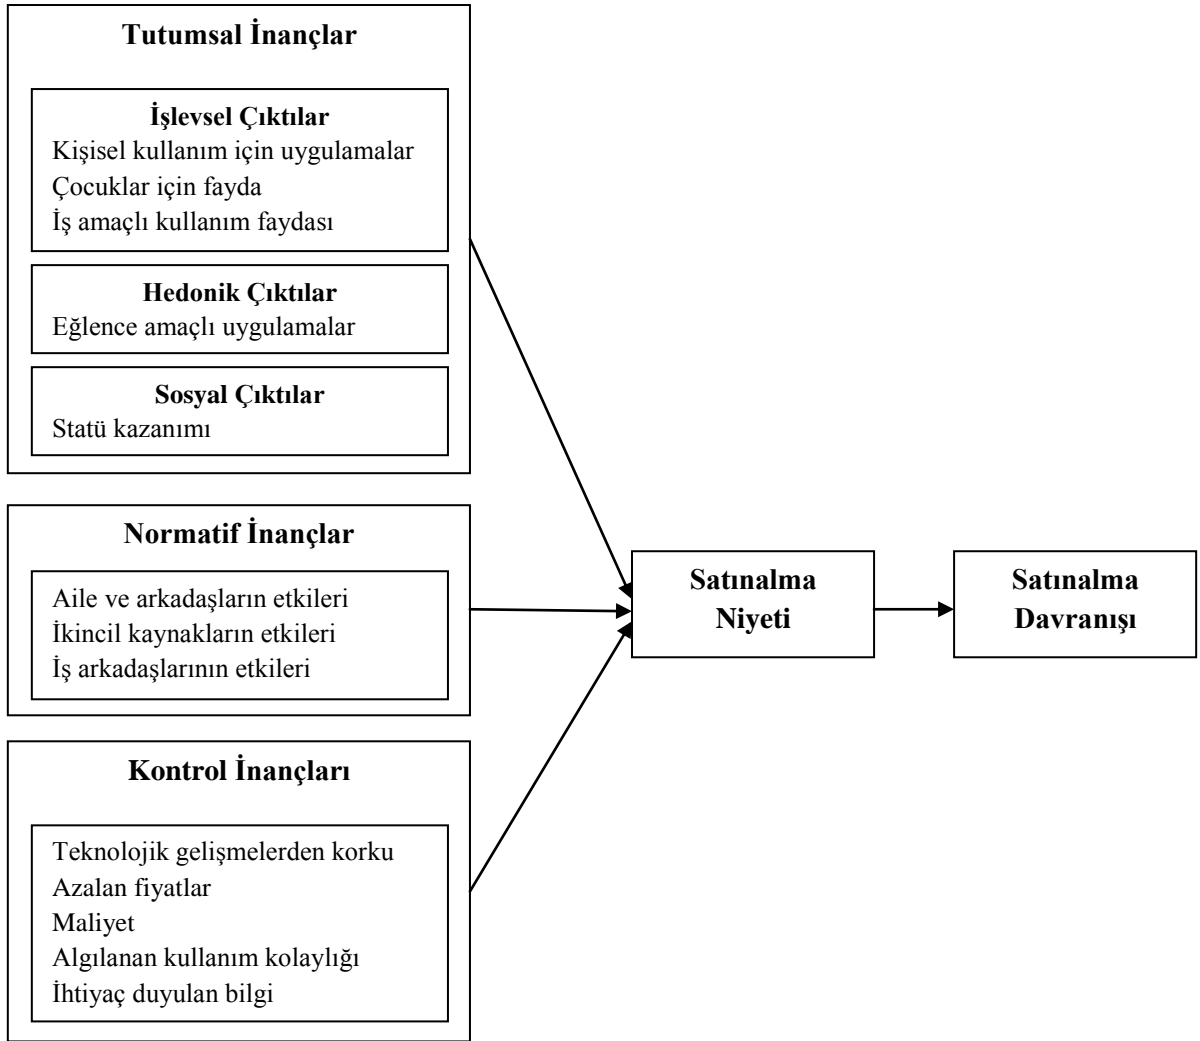 Tutumsal İnançlar
İşlevsel Çıktılar
Kişisel kullanım için uygulamalar
Çocuklar için fayda
İş amaçlı kullanım faydası
Hedonik Çıktılar
Eğlence amaçlı uygulamalar
Sosyal Çıktılar
Statü kazanımı
Normatif İnançlar
Aile ve arkadaşların etkileri
İkincil kaynakların etkileri
İş arkadaşlarının etkileri
Kontrol İnançları
Teknolojik gelişmelerden korku
Azalan fiyatlar
Maliyet
Algılanan kullanım kolaylığı
İhtiyaç duyulan bilgi
Satınalma
Niyeti
Satınalma
Davranışı